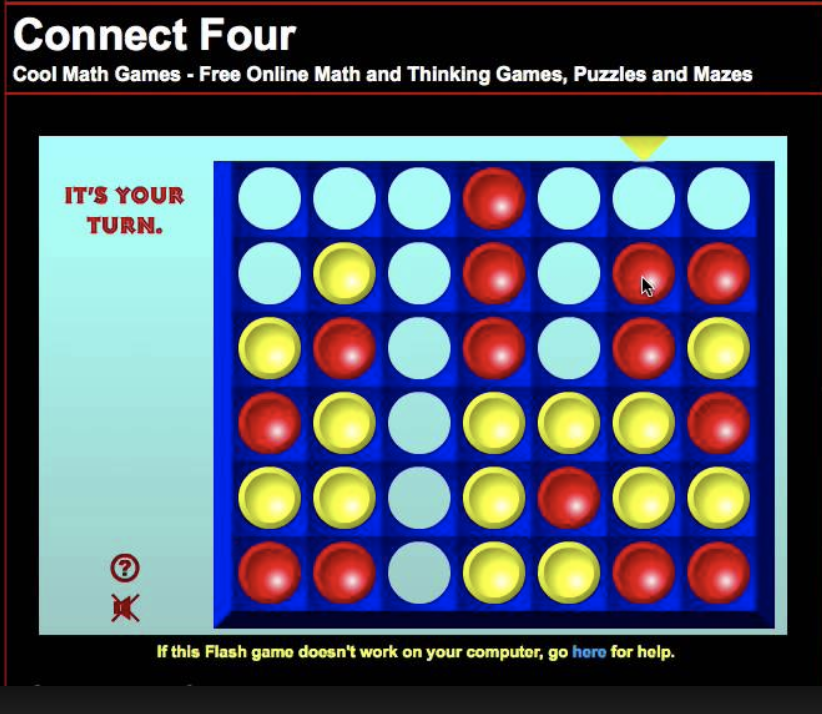 Connect Four
Cool Math Games - Free Online Math and Thinking Games, Puzzles and Mazes
IT'S YOUR
TURN.
?
If this Flash game doesn't work on your computer, go here for help.